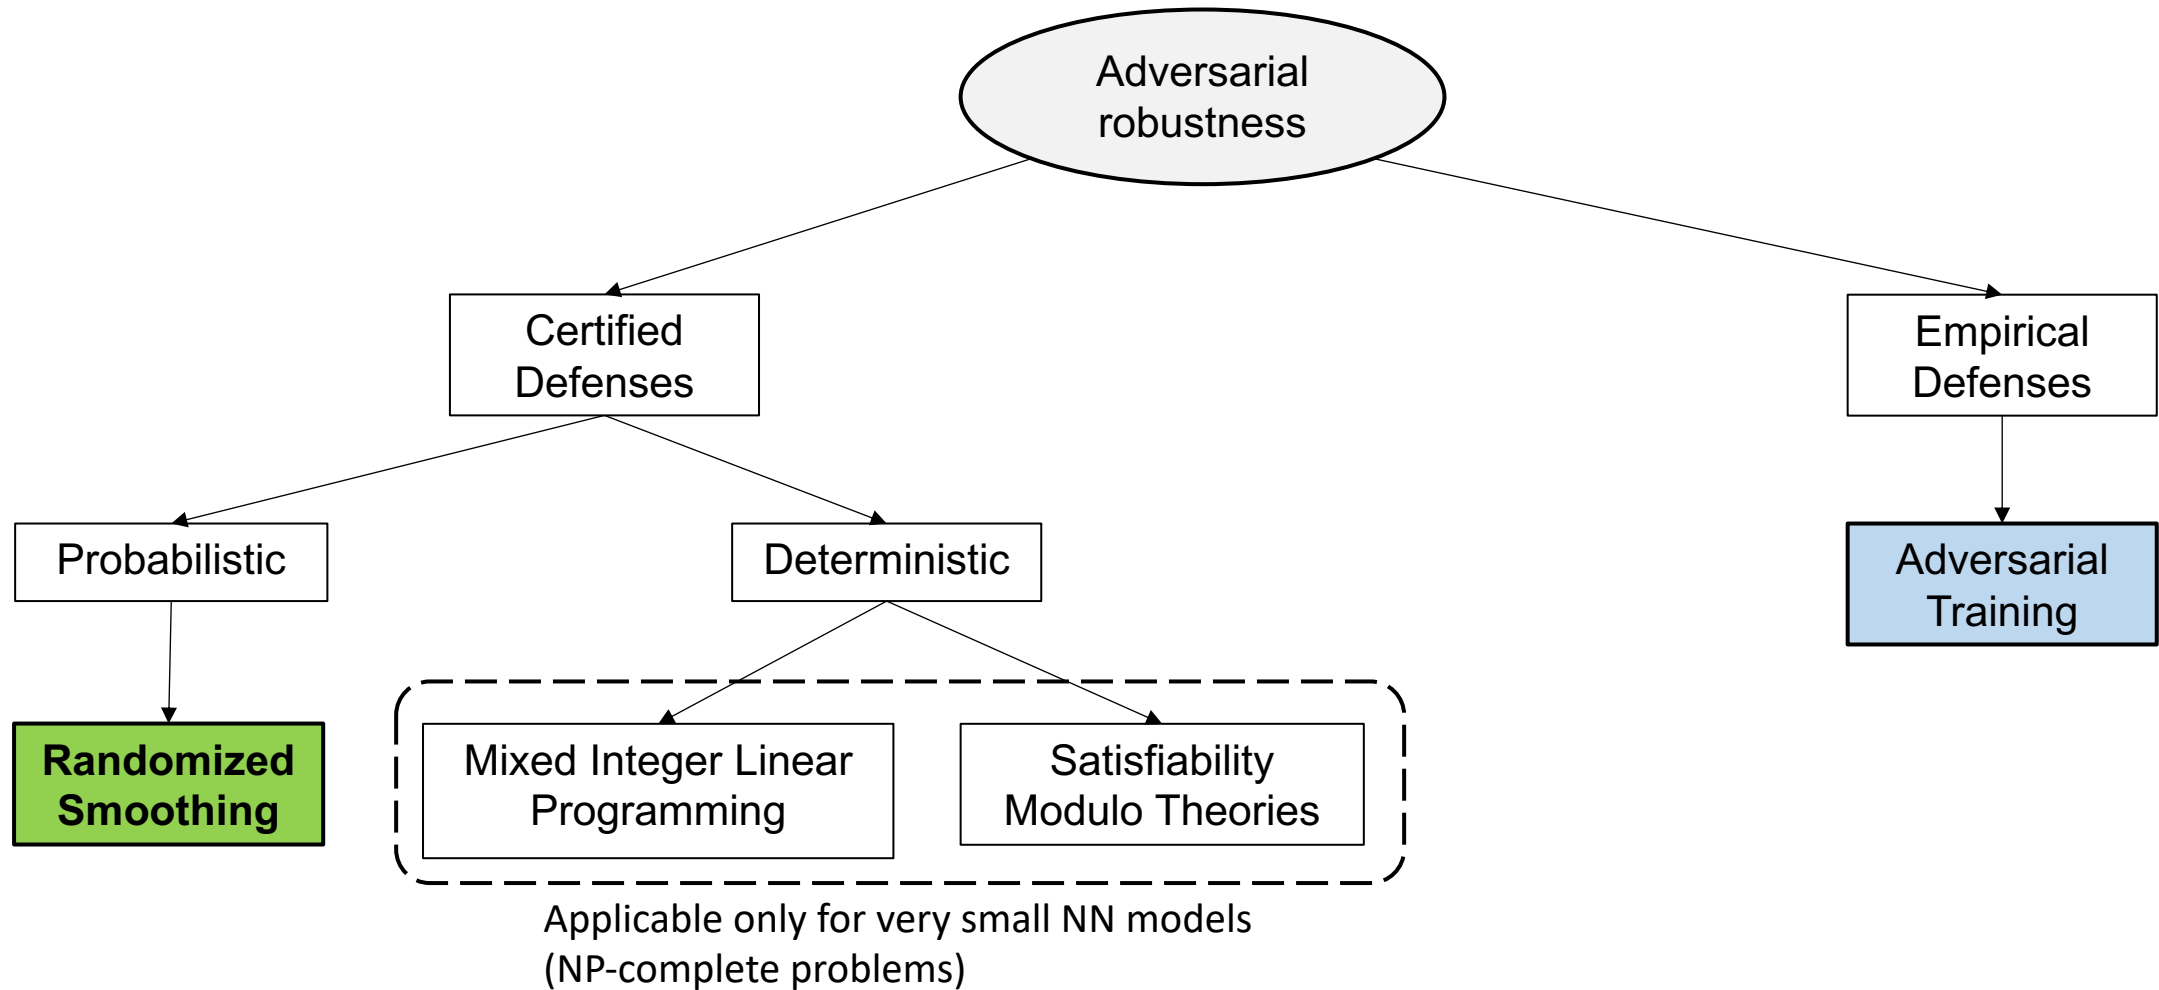 Adversarial
robustness
Certified
Defenses
Empirical
Defenses
Probabilistic
Deterministic
Adversarial
Training
Randomized
Smoothing
Mixed Integer Linear
Programming
Satisfiability
Modulo Theories
Applicable only for very small NN models
(NP-complete problems)